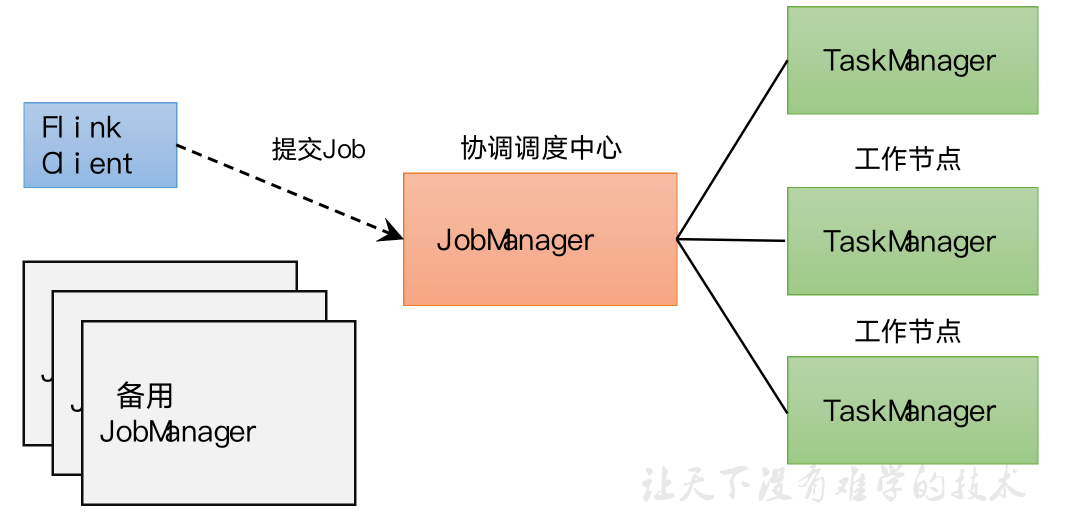 Flink
Client
提交Job
协调调度中心
JobManager
TaskManager
工作节点
TaskManager
工作节点
TaskManager
J
J
备用
JobManager
让天下没有难学的技术